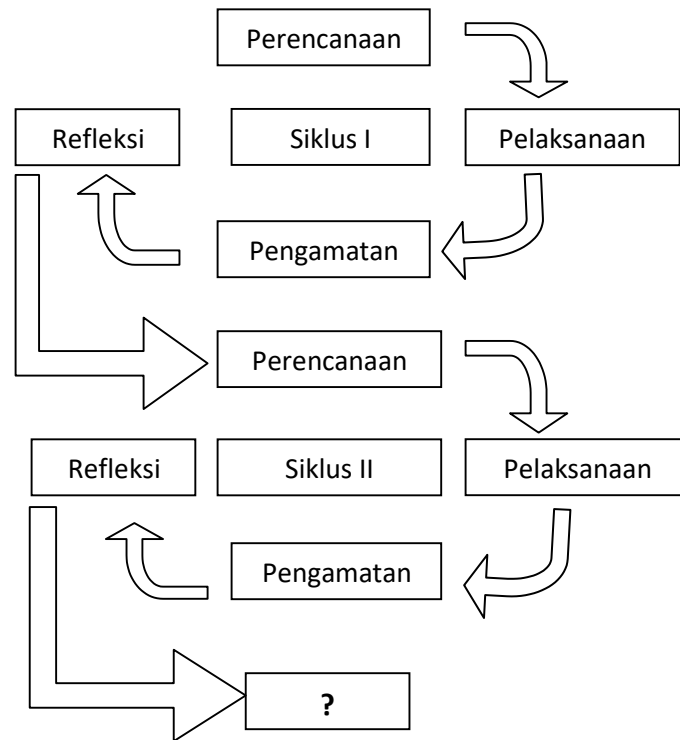 Perencanaan
Refleksi
Siklus I
Pelaksanaan
Pengamatan
Perencanaan
Refleksi
Siklus II
Pelaksanaan
Pengamatan
?